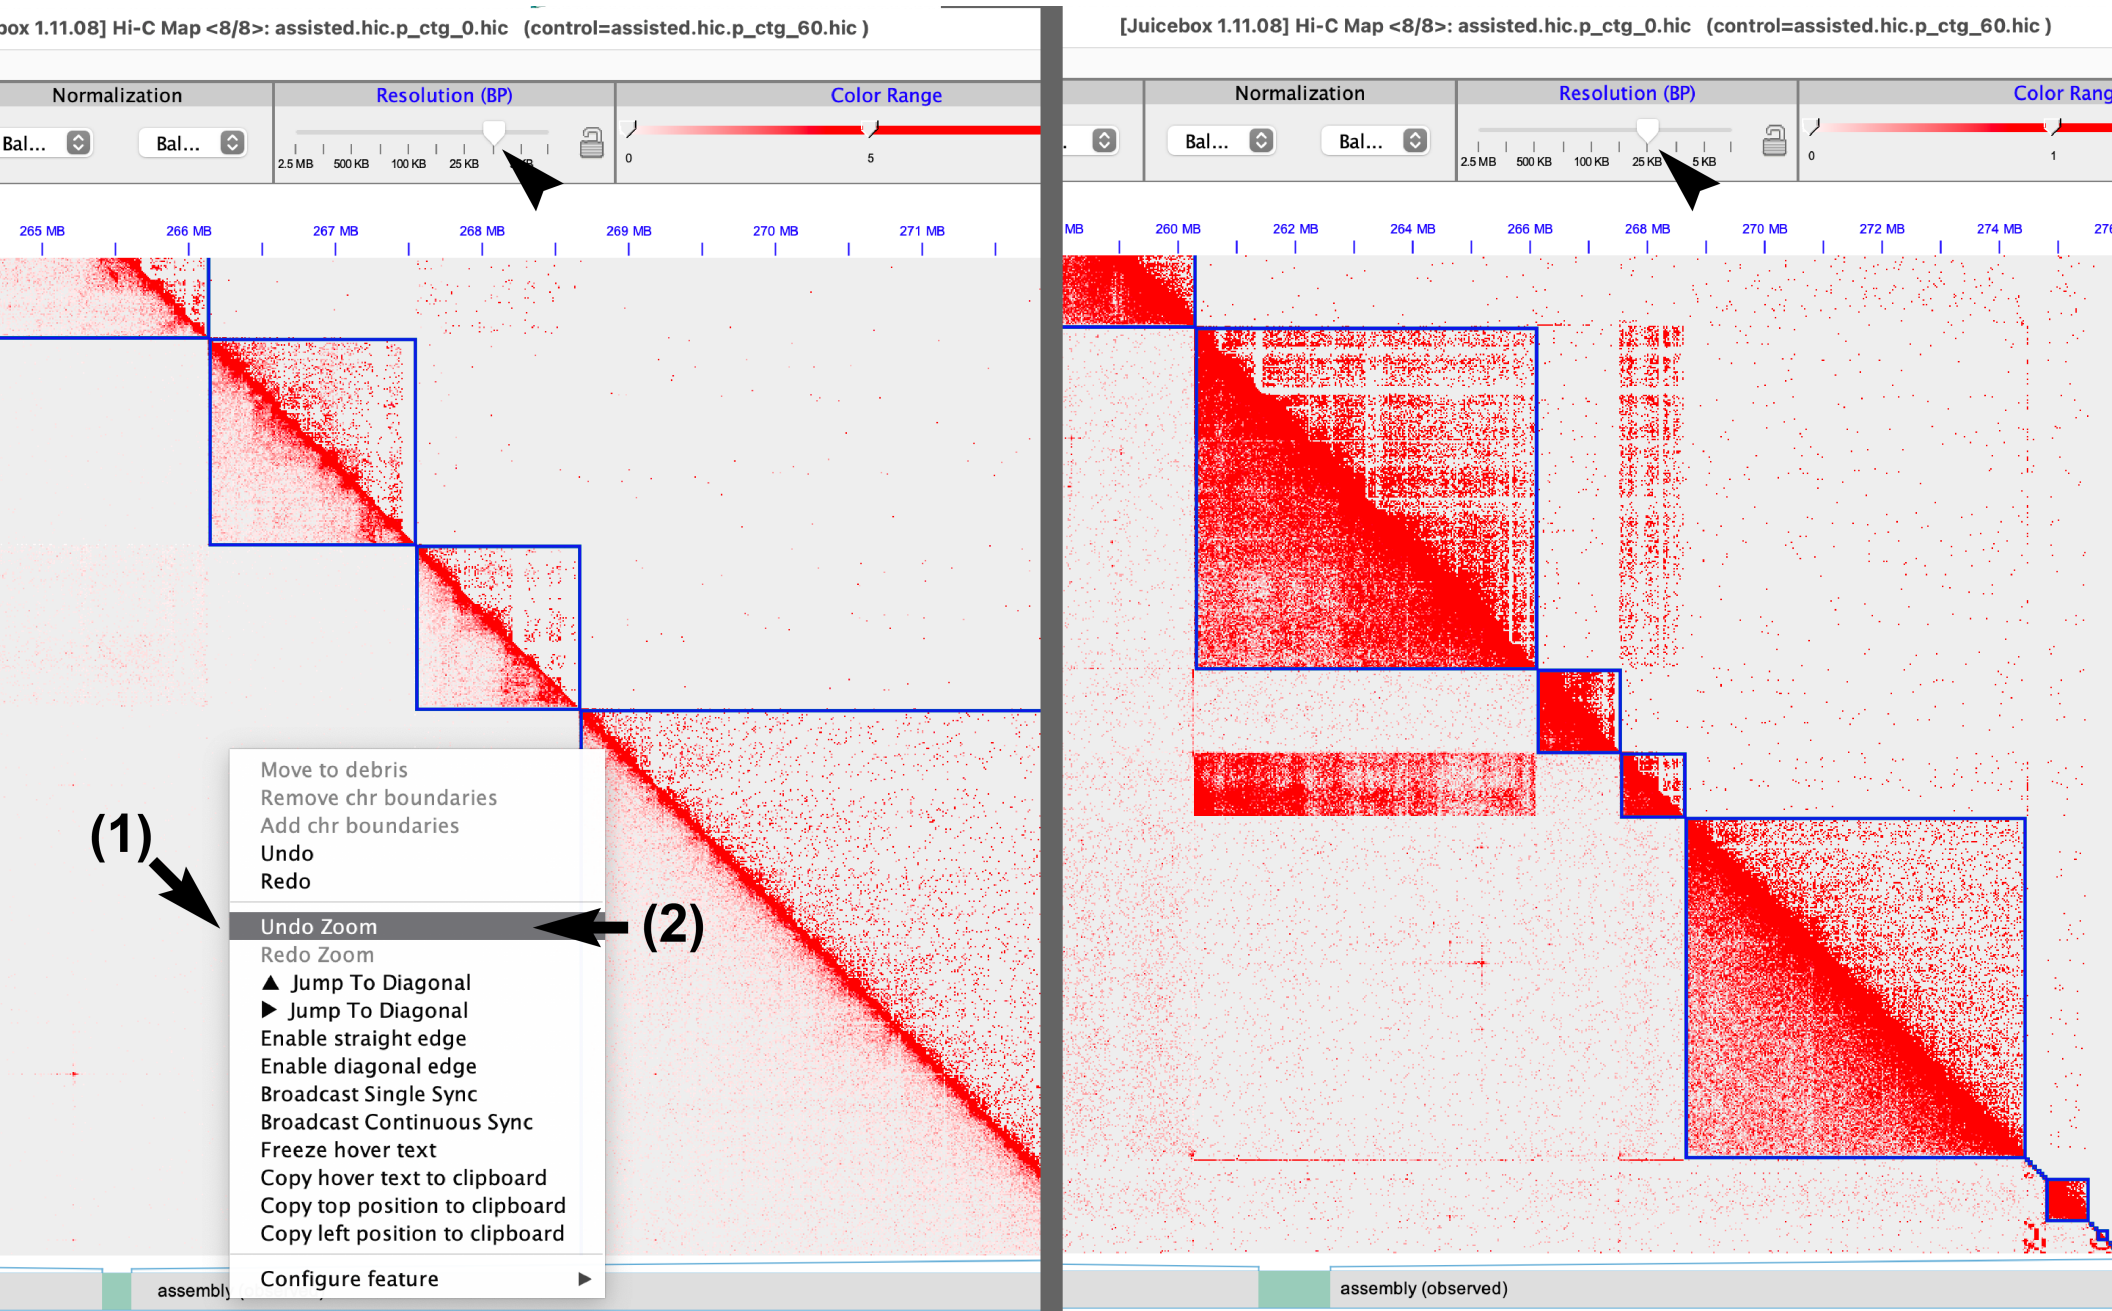 box 1.11.08] Hi-C Map <8/8>: assisted.hic.p_ctg_0.hic (control=assisted.hic.p_ctg_60.hic )
Normalization
Resolution (BP)
Color Range
Bal...
Bal...
2.5 MB 500 KB 100 KB 25 KB
0
5
265 MB 266 MB 267 MB 268 MB 269 MB 270 MB 271 MB
(1)
(2)
Move to debris
Remove chr boundaries
Add chr boundaries
Undo
Redo
Undo Zoom
Redo Zoom
▲ Jump To Diagonal
▶ Jump To Diagonal
Enable straight edge
Enable diagonal edge
Broadcast Single Sync
Broadcast Continuous Sync
Freeze hover text
Copy hover text to clipboard
Copy top position to clipboard
Copy left position to clipboard
Configure feature ▶
assembly (observed)
[Juicebox 1.11.08] Hi-C Map <8/8>: assisted.hic.p_ctg_0.hic (control=assisted.hic.p_ctg_60.hic )
Normalization
Resolution (BP)
Color Rang
Bal...
Bal...
2.5 MB 500 KB 100 KB 25 KB 5 KB
0
1
MB 260 MB 262 MB 264 MB 266 MB 268 MB 270 MB 272 MB 274 MB 276
assembly (observed)